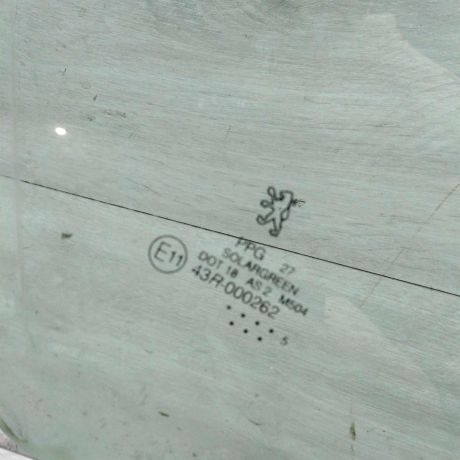 PPG 27
SOLARGREEN
E11 DOT 18 AS 2 M504
43R-000262
5